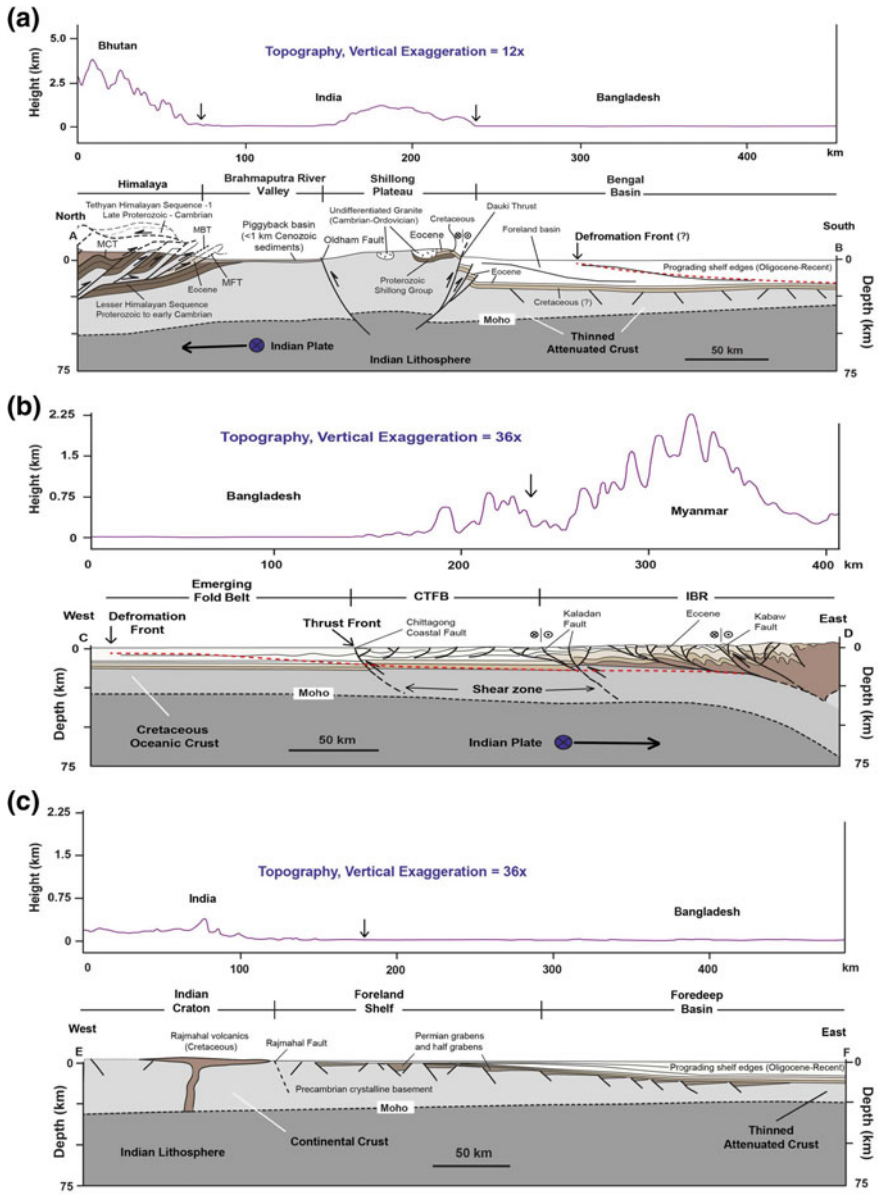 (a)
5.0
Bhutan
Topography, Vertical Exaggeration = 12x
Height (km)
2.5
India
Bangladesh
0
0
100
200
300
400
km
Himalaya
Brahmaputra River
Valley
Shillong
Plateau
Bengal
Basin
Tethyan Himalayan Sequence -1
Late Proterozoic - Cambrian
North
A
MCT
MBT
Piggyback basin
(<1 km Cenozoic
sediments)
Undifferentiated Granite
(Cambrian-Ordovician)
Oldham Fault
Eocene
Cretaceous
Dauki Thrust
Foreland basin
Defromation Front (?)
South
B
Prograding shelf edges (Oligocene-Recent)
0
0
MFT
Eocene
Proterozoic
Shillong Group
Eocene
Lesser Himalayan Sequence
Proterozoic to early Cambrian
Cretaceous (?)
Moho
Thinned
Attenuated Crust
Depth (km)
Depth (km)
Indian Plate
Indian Lithosphere
50 km
75
75
(b)
2.25
Topography, Vertical Exaggeration = 36x
Height (km)
1.5
0.75
Bangladesh
Myanmar
0
0
100
200
300
400
km
Emerging
Fold Belt
CTFB
IBR
West
C
Defromation
Front
Thrust Front
Chittagong
Coastal Fault
Kaladan
Fault
Eocene
Kabaw
Fault
East
D
0
0
Moho
Shear zone
Depth (km)
Depth (km)
Cretaceous
Oceanic Crust
50 km
Indian Plate
75
75
(c)
2.25
1.5
Height (km)
Topography, Vertical Exaggeration = 36x
0.75
India
Bangladesh
0
0
100
200
300
400
km
Indian
Craton
Foreland
Shelf
Foredeep
Basin
West
E
Rajmahal volcanics
(Cretaceous)
Rajmahal Fault
Permian grabens
and half grabens
East
F
0
0
Prograding shelf edges (Oligocene-Recent)
Precambrian crystalline basement
Moho
Depth (km)
Depth (km)
Indian Lithosphere
Continental Crust
50 km
Thinned
Attenuated Crust
75
75